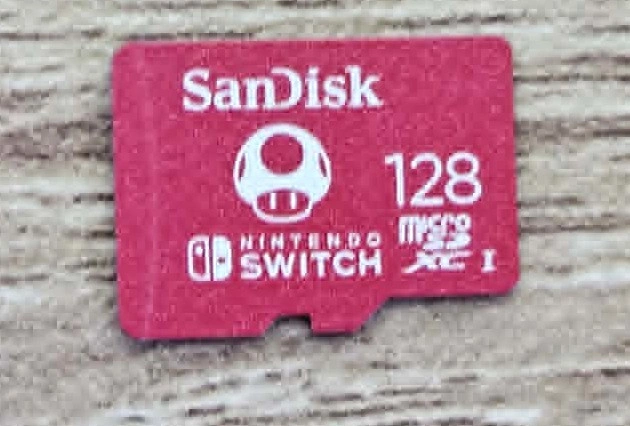 SanDisk
128
NINTENDO
SWITCH
micro
SD
XC I